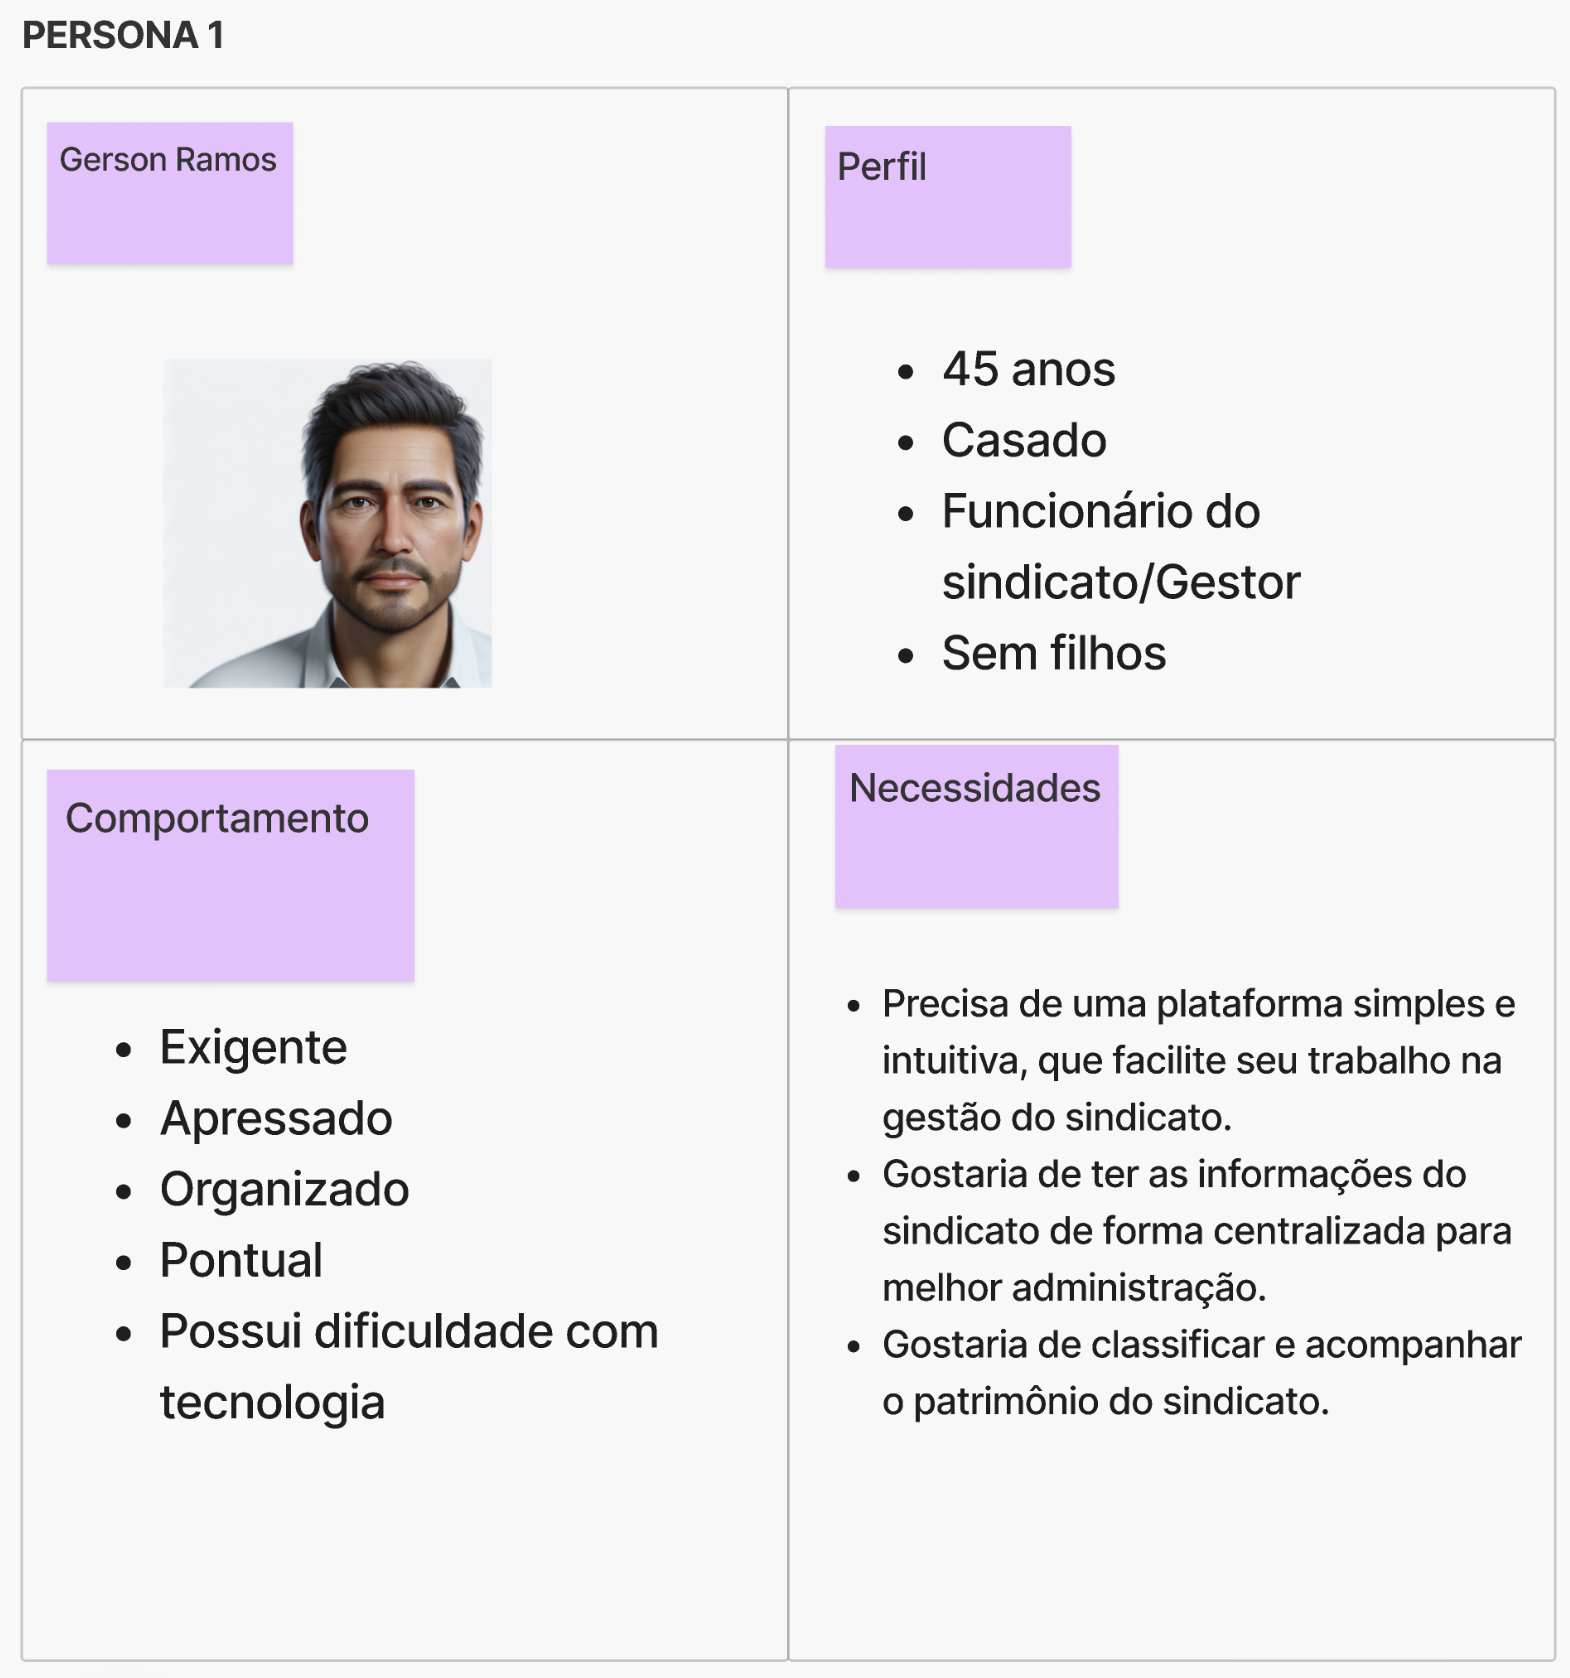 PERSONA 1
Gerson Ramos
Perfil
• 45 anos
• Casado
• Funcionário do
sindicato/Gestor
• Sem filhos
Comportamento
• Exigente
• Apressado
• Organizado
• Pontual
• Possui dificuldade com
tecnologia
Necessidades
• Precisa de uma plataforma simples e
intuitiva, que facilite seu trabalho na
gestão do sindicato.
• Gostaria de ter as informações do
sindicato de forma centralizada para
melhor administração.
• Gostaria de classificar e acompanhar
o patrimônio do sindicato.